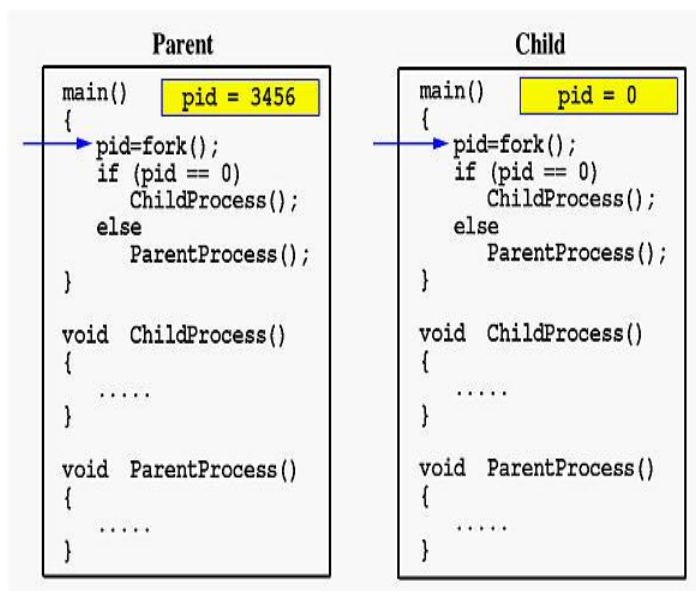 Parent
main()
pid = 3456
{
pid=fork();
if (pid == 0)
ChildProcess();
else
ParentProcess();
}
void ChildProcess()
{
.....
}
void ParentProcess()
{
.....
}
Child
main()
pid = 0
{
pid=fork();
if (pid == 0)
ChildProcess();
else
ParentProcess();
}
void ChildProcess()
{
.....
}
void ParentProcess()
{
.....
}